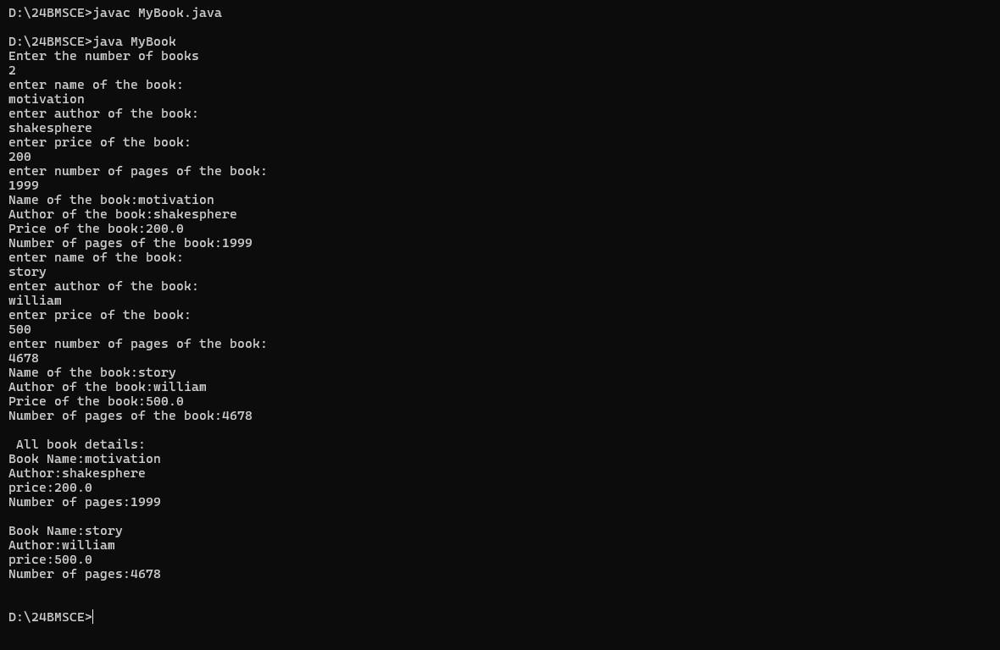 D:\24BMSCE>javac MyBook.java
D:\24BMSCE>java MyBook
Enter the number of books
2
enter name of the book:
motivation
enter author of the book:
shakesphere
enter price of the book:
200
enter number of pages of the book:
1999
Name of the book:motivation
Author of the book:shakesphere
Price of the book:200.0
Number of pages of the book:1999
enter name of the book:
story
enter author of the book:
william
enter price of the book:
500
enter number of pages of the book:
4678
Name of the book:story
Author of the book:william
Price of the book:500.0
Number of pages of the book:4678
All book details:
Book Name:motivation
Author:shakesphere
price:200.0
Number of pages:1999
Book Name:story
Author:william
price:500.0
Number of pages:4678
D:\24BMSCE>